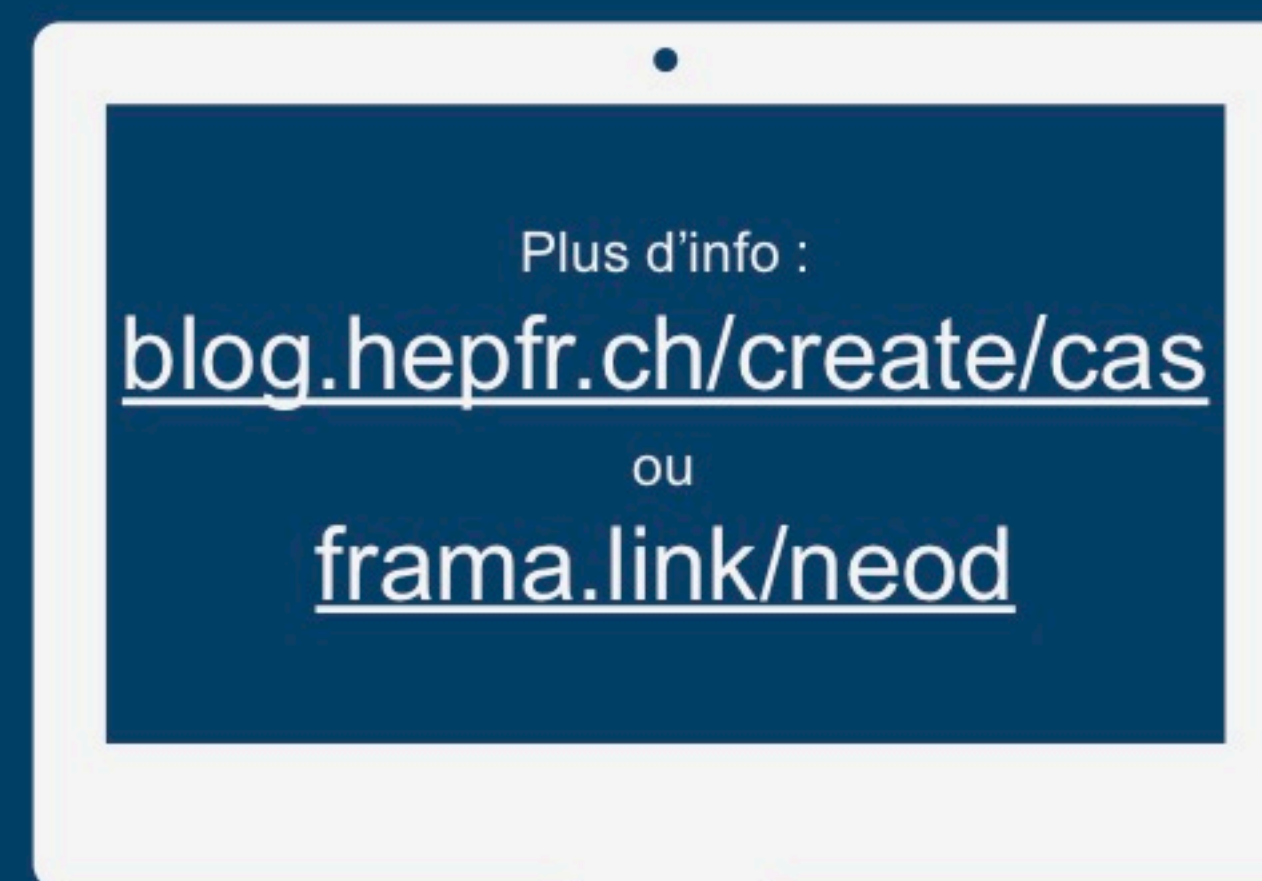 Plus d’info :
blog.hepfr.ch/create/cas
ou
frama.link/neod